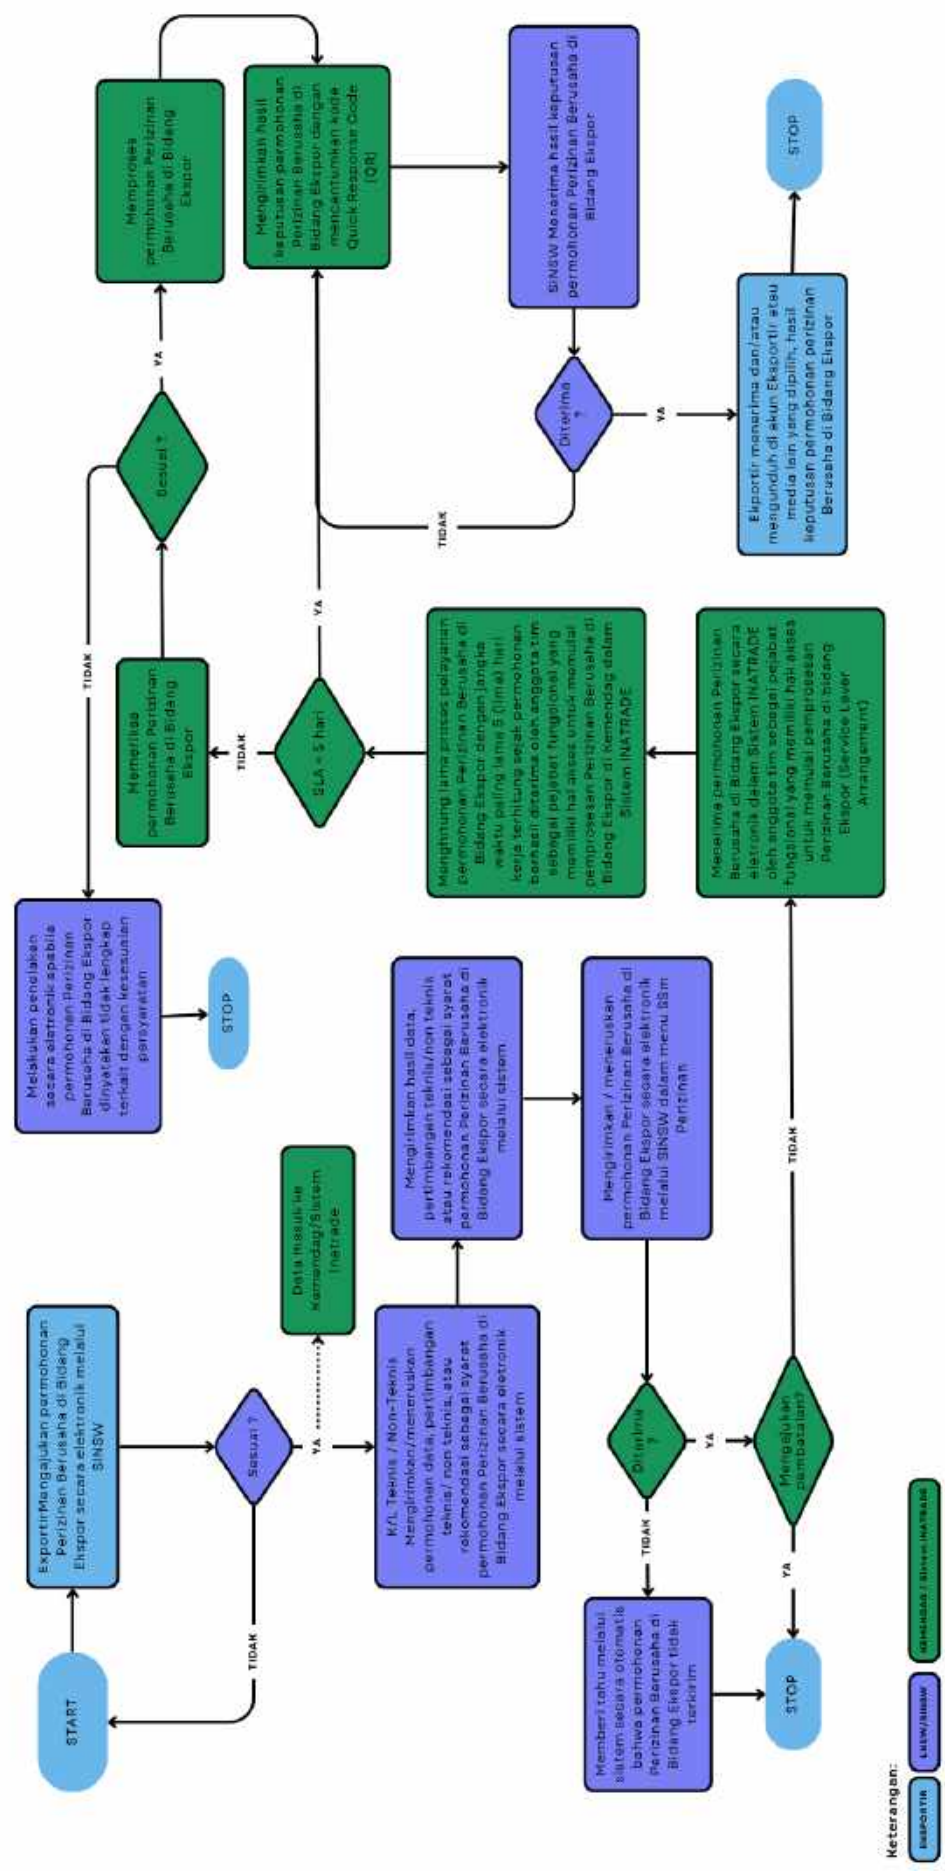 START
ExportirMengajukan permohonan
Perizinan Berusaha di Bidang
Ekspor secara elektronik melalui
SINSW
Sesuai ?
TIDAK
YA
Data masuk ke
Kemendag/Sistem
Inatrade
K/L Teknis / Non-Teknis
Mengirimkan/meneruskan
permohonan data, pertimbangan
teknis/ non teknis, atau
rekomendasi sebagai syarat
permohonan Perizinan Berusaha di
Bidang Ekspor secara eletronik
melalui sistem
Mengirimkan hasil data,
pertimbangan teknis/non teknis
atau rekomendasi sebagai syarat
permohonan Perizinan Berusaha di
Bidang Ekspor secara elektronik
melalui sistem
Mengirimkan / meneruskan
permohonan Perizinan Berusaha di
Bidang Ekspor secara elektronik
melalui SINSW dalam menu SSm
Perizinan
Diterima
?
TIDAK
Memberi tahu melalui
sistem secara otomatis
bahwa permohonan
Perizinan Berusaha di
Bidang Ekspor tidak
terkirim
YA
Mengajukan
pembatalan?
YA
STOP
TIDAK
Menerima permohonan Perizinan
Berusaha di Bidang Ekspor secara
eletronik dalam Sistem INATRADE
oleh anggota tim sebagai pejabat
fungsional yang memiliki hak akses
untuk memulai pemprosesan
Perizinan Berusaha di bidang
Ekspor (Service Lever
Arrangement)
Menghitung lama proses pelayanan
permohonan Perizinan Berusaha di
Bidang Ekspor dengan jangka
waktu paling lama 5 (lima) hari
kerja terhitung sejak permohonan
berhasil diterima oleh anggota tim
sebagai pejabat fungsional yang
memiliki hal akses untuk memulai
pemprosesan Perizinan Berusaha di
Bidang Ekspor di Kemendag dalam
Sistem INATRADE
SLA = 5 hari
TIDAK
YA
Memeriksa
permohonan Perizinan
Berusaha di Bidang
Ekspor
Sesuai ?
TIDAK
Melakukan penolakan
secara eletronik apabila
permohonan Perizinan
Berusaha di Bidang Ekspor
dinyatakan tidak lengkap
terkait dengan kesesuaian
persyaratan
STOP
YA
Memproses
permohonan Perizinan
Berusaha di Bidang
Ekspor
Mengirimkan hasil
keputusan permohonan
Perizinan Berusaha di
Bidang Ekspor dengan
mencantumkan kode
Quick Response Code
(QR)
SINSW Menerima hasil keputusan
permohonan Perizinan Berusaha di
Bidang Ekspor
Diterima
?
TIDAK
YA
Eksportir menerima dan/atau
mengunduh di akun Eksportir atau
media lain yang dipilih, hasil
keputusan permohonan perizinan
Berusaha di Bidang Ekspor
STOP
Keterangan:
EKSPORTIR
LNSW/SINSW
KEMENDAG / Sistem INATRADE